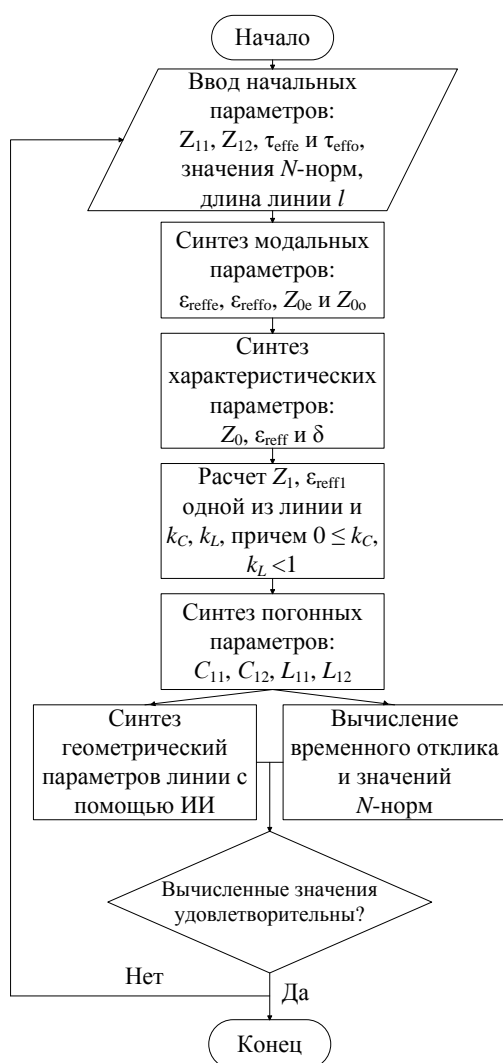 Начало
Ввод начальных
параметров:
Z₁₁, Z₁₂, τeffe и τeffo,
значения N-норм,
длина линии l
Синтез модальных
параметров:
εreffe, εreffo, Z₀e и Z₀o
Синтез
характеристических
параметров:
Z₀, εreff и δ
Расчет Z₁, εreff1
одной из линии и
kC, kL, причем 0 ≤ kC,
kL <1
Синтез погонных
параметров:
C₁₁, C₁₂, L₁₁, L₁₂
Синтез
геометрический
параметров линии с
помощью ИИ
Вычисление
временного отклика
и значений
N-норм
Вычисленные значения
удовлетворительны?
Нет
Да
Конец